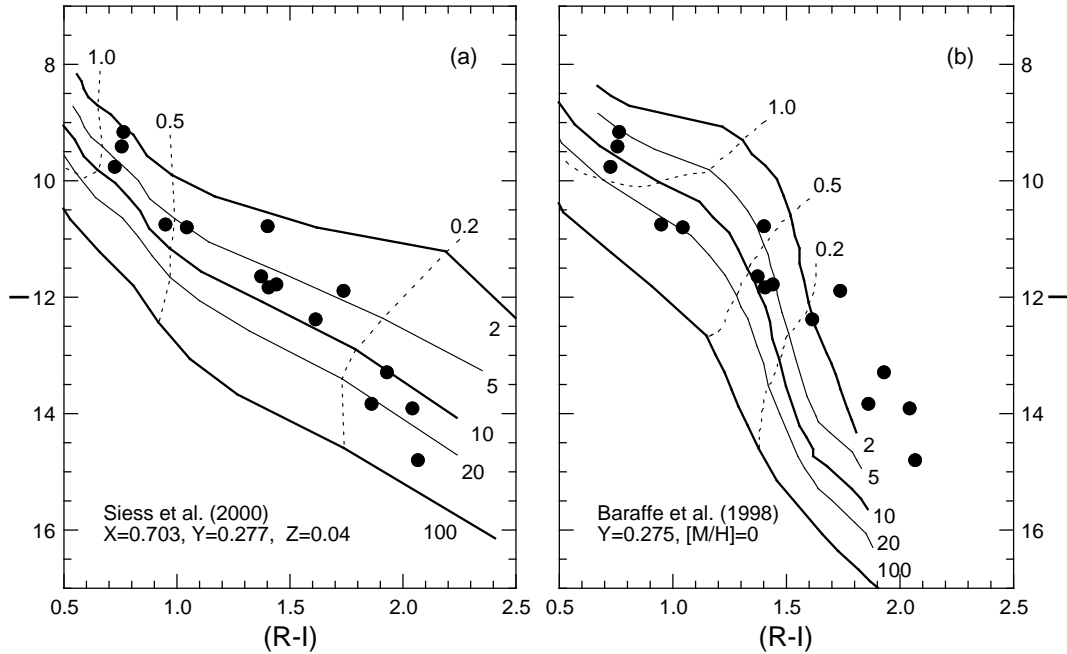 (a)
1.0
0.5
0.2
2
5
10
20
100
Siess et al. (2000)
X=0.703, Y=0.277, Z=0.04
8
10
12
14
16
I
0.5 1.0 1.5 2.0 2.5
(R-I)
(b)
1.0
0.5
0.2
2
5
10
20
100
Baraffe et al. (1998)
Y=0.275, [M/H]=0
8
10
12
14
16
I
0.5 1.0 1.5 2.0 2.5
(R-I)